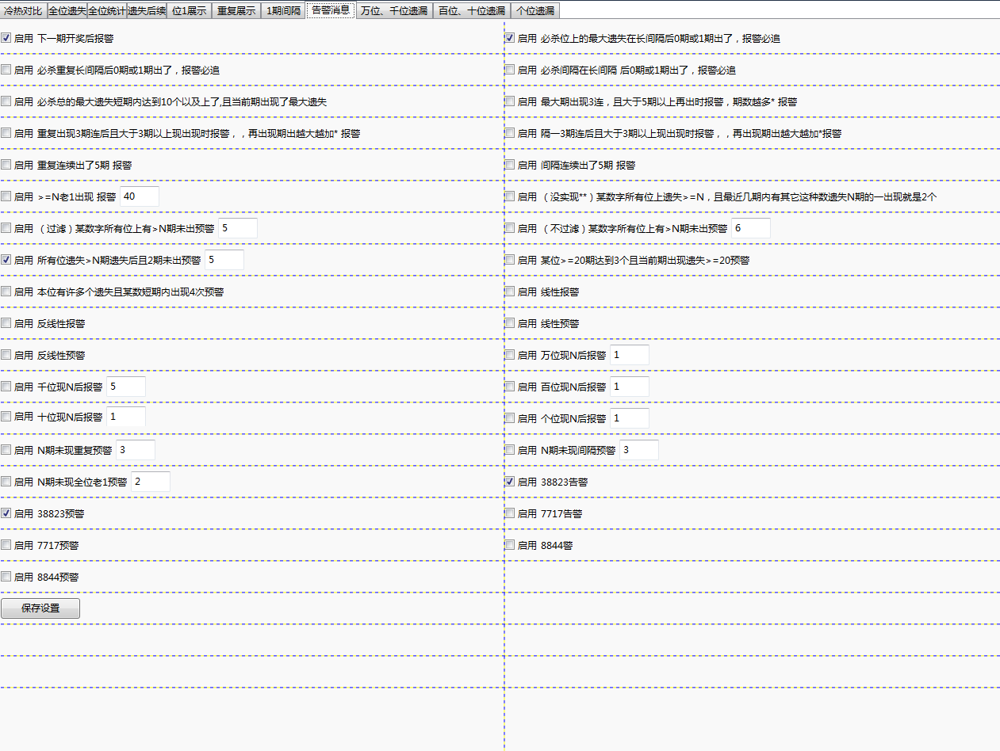 冷热对比 全位遗失 全位统计 遗失后续 位1展示 重复展示 1期间隔 告警消息 万位、千位遗漏 百位、十位遗漏 个位遗漏
启用 下一期开奖后报警 启用 必杀位上的最大遗失在长间隔后0期或1期出了，报警必追
启用 必杀重复长间隔后0期或1期出了，报警必追 启用 必杀间隔在长间隔 后0期或1期出了，报警必追
启用 必杀总的最大遗失短期内达到10个以及上了,且当前期出现了最大遗失 启用 最大期出现3连，且大于5期以上再出时报警，期数越多* 报警
启用 重复出现3期连后且大于3期以上现出现时报警，，再出现期出越大越加* 报警 启用 隔一3期连后且大于3期以上现出现时报警，，再出现期出越大越加*报警
启用 重复连续出了5期 报警 启用 间隔连续出了5期 报警
启用 >=N老1出现 报警 40 启用 （没实现**）某数字所有位上遗失>=N，且最近几期内有其它这种数遗失N期的一出现就是2个
启用 （过滤）某数字所有位上有>N期未出预警 5 启用 （不过滤）某数字所有位上有>N期未出预警 6
启用 所有位遗失>N期遗失后且2期未出预警 5 启用 某位>=20期达到3个且当前期出现遗失>=20预警
启用 本位有许多个遗失且某数短期内出现4次预警 启用 线性报警
启用 反线性报警 启用 线性预警
启用 反线性预警 启用 万位现N后报警 1
启用 千位现N后报警 5 启用 百位现N后报警 1
启用 十位现N后报警 1 启用 个位现N后报警 1
启用 N期未现重复预警 3 启用 N期未现间隔预警 3
启用 N期未现全位老1预警 2 启用 38823告警
启用 38823预警 启用 7717告警
启用 7717预警 启用 8844警
启用 8844预警
保存设置